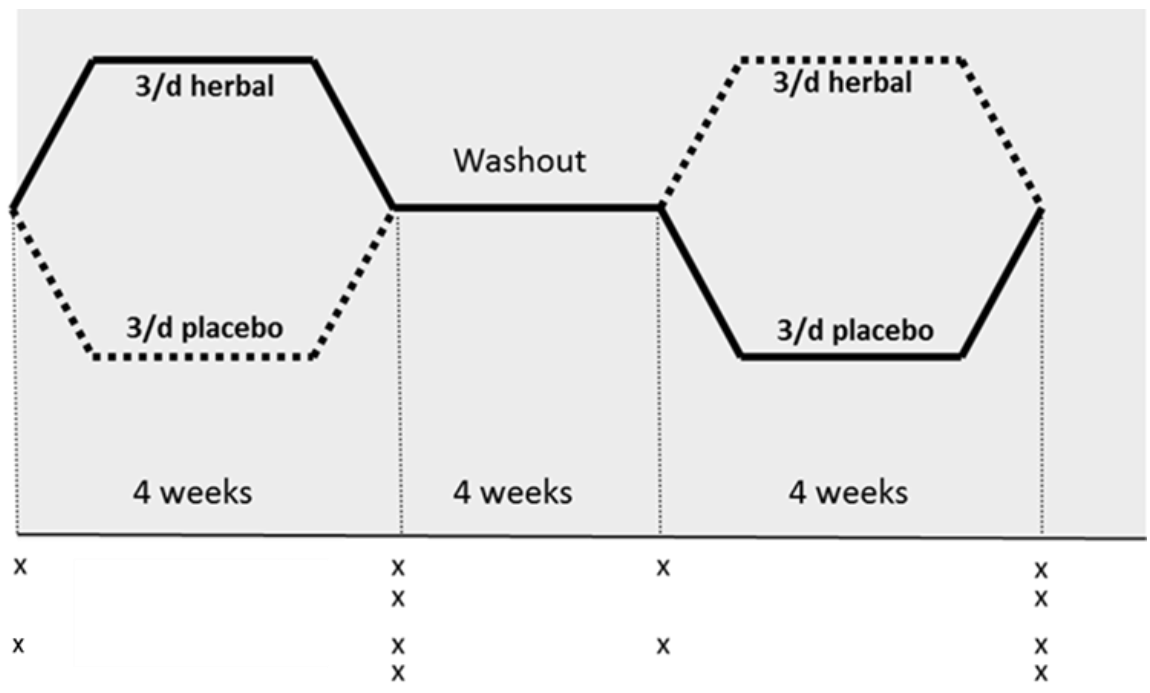 3/d herbal
3/d herbal
Washout
3/d placebo
3/d placebo
4 weeks 4 weeks 4 weeks
x x x x
x x
x x x x
x x